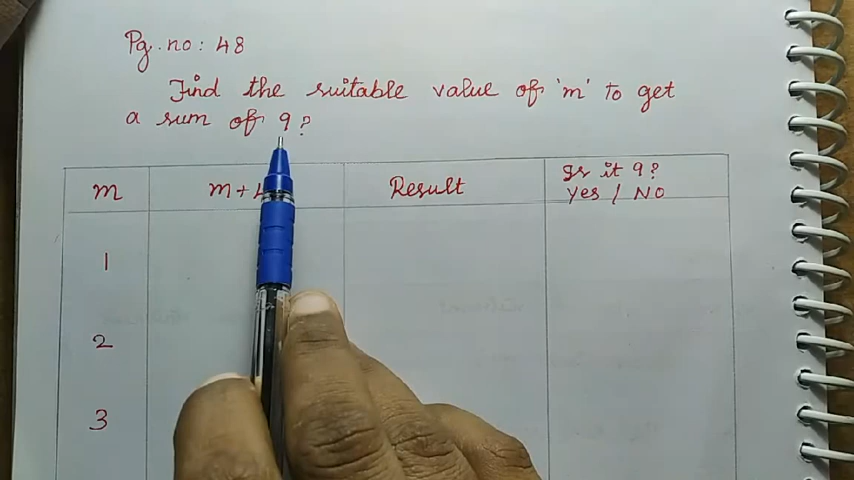 Pg.no: 48
Find the suitable value of 'm' to get
a sum of 9?
m m + Result Is it 9?
Yes / No
1
2
3